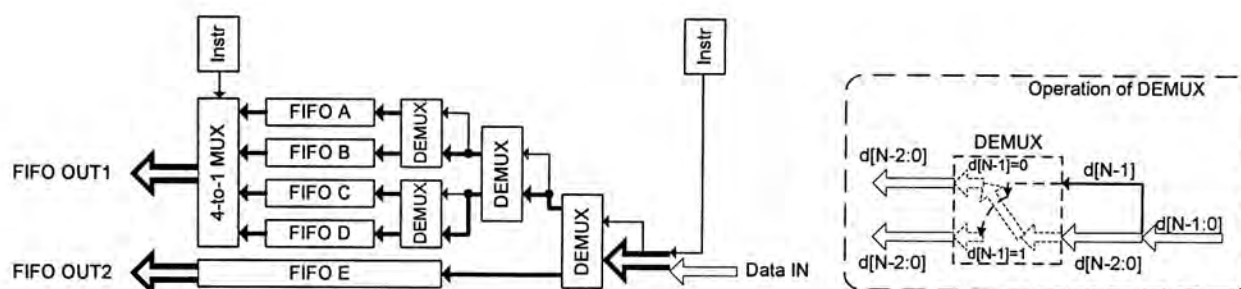 Instr
Instr
4-to-1 MUX
FIFO A
FIFO B
FIFO C
FIFO D
FIFO E
DEMUX
DEMUX
DEMUX
DEMUX
FIFO OUT1
FIFO OUT2
Data IN
Operation of DEMUX
DEMUX
d[N-2:0]
d[N-1]=0
d[N-1]
d[N-1:0]
d[N-2:0]
d[N-1]=1
d[N-2:0]